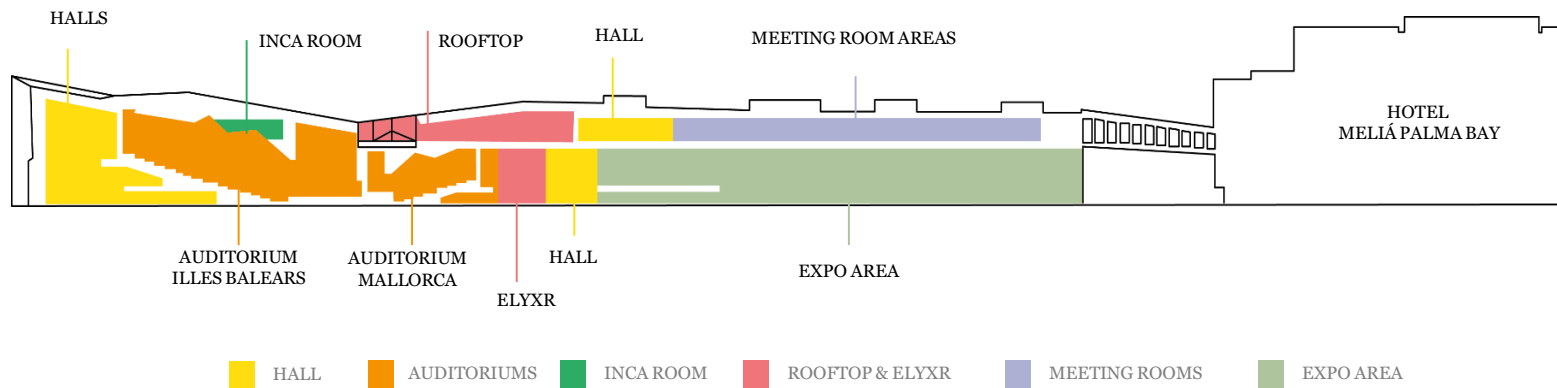 HALLS
INCA ROOM
ROOFTOP
HALL
MEETING ROOM AREAS
HOTEL
MELIÁ PALMA BAY
AUDITORIUM
ILLES BALEARS
AUDITORIUM
MALLORCA
HALL
EXPO AREA
ELYXR
HALL
AUDITORIUMS
INCA ROOM
ROOFTOP & ELYXR
MEETING ROOMS
EXPO AREA